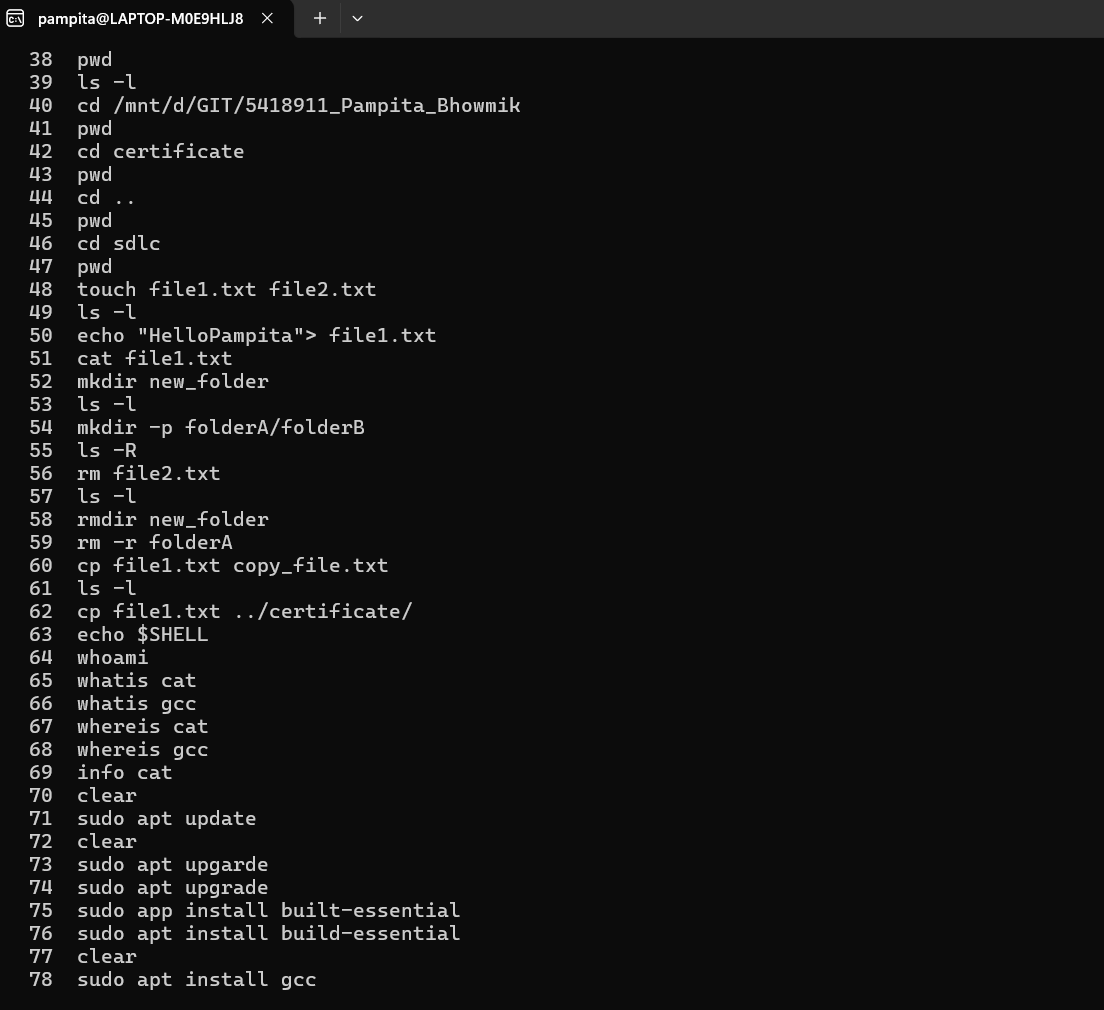 pampita@LAPTOP-M0E9HLJ8
38 pwd
39 ls -l
40 cd /mnt/d/GIT/5418911_Pampita_Bhowmik
41 pwd
42 cd certificate
43 pwd
44 cd ..
45 pwd
46 cd sdlc
47 pwd
48 touch file1.txt file2.txt
49 ls -l
50 echo "HelloPampita"> file1.txt
51 cat file1.txt
52 mkdir new_folder
53 ls -l
54 mkdir -p folderA/folderB
55 ls -R
56 rm file2.txt
57 ls -l
58 rmdir new_folder
59 rm -r folderA
60 cp file1.txt copy_file.txt
61 ls -l
62 cp file1.txt ../certificate/
63 echo $SHELL
64 whoami
65 whatis cat
66 whatis gcc
67 whereis cat
68 whereis gcc
69 info cat
70 clear
71 sudo apt update
72 clear
73 sudo apt upgarde
74 sudo apt upgrade
75 sudo app install built-essential
76 sudo apt install build-essential
77 clear
78 sudo apt install gcc